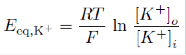 E_{eq,K^+} = \frac{RT}{F} \ln \frac{[K^+]_o}{[K^+]_i}